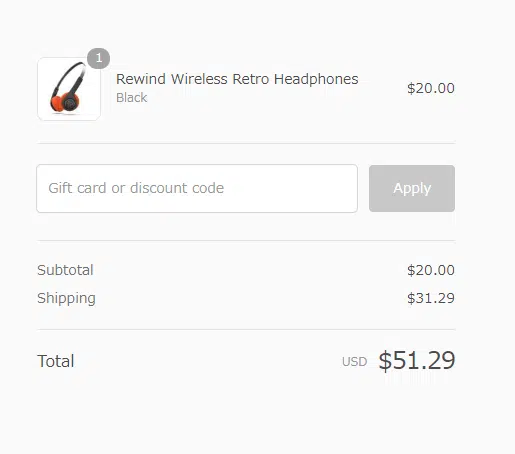 1
Rewind Wireless Retro Headphones
Black
$20.00
Gift card or discount code
Apply
Subtotal
$20.00
Shipping
$31.29
Total
USD $51.29